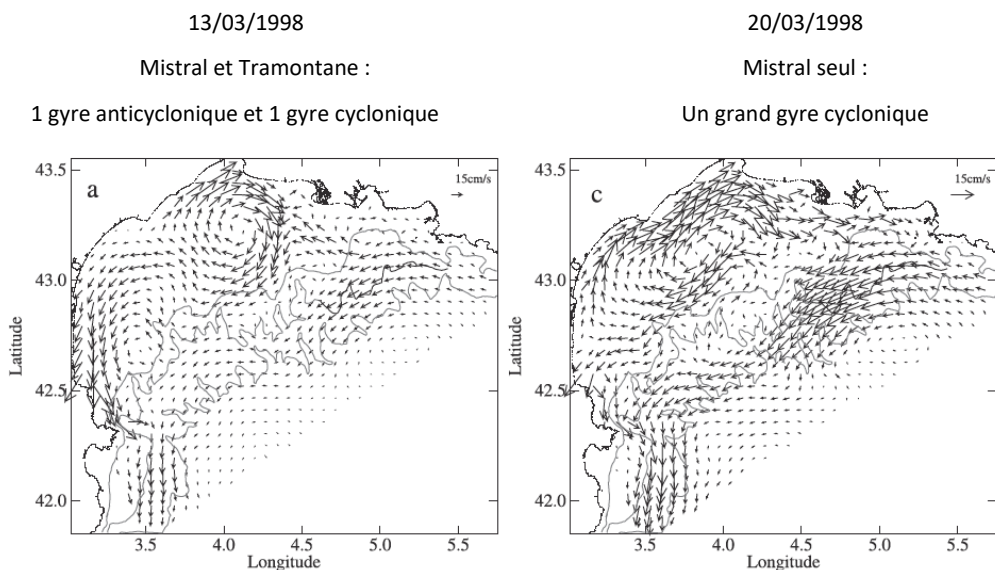 13/03/1998
Mistral et Tramontane :
1 gyre anticyclonique et 1 gyre cyclonique
20/03/1998
Mistral seul :
Un grand gyre cyclonique
a
15cm/s
43.5
43.0
42.5
42.0
Latitude
3.5 4.0 4.5 5.0 5.5
Longitude
c
15cm/s
43.5
43.0
42.5
42.0
Latitude
3.5 4.0 4.5 5.0 5.5
Longitude